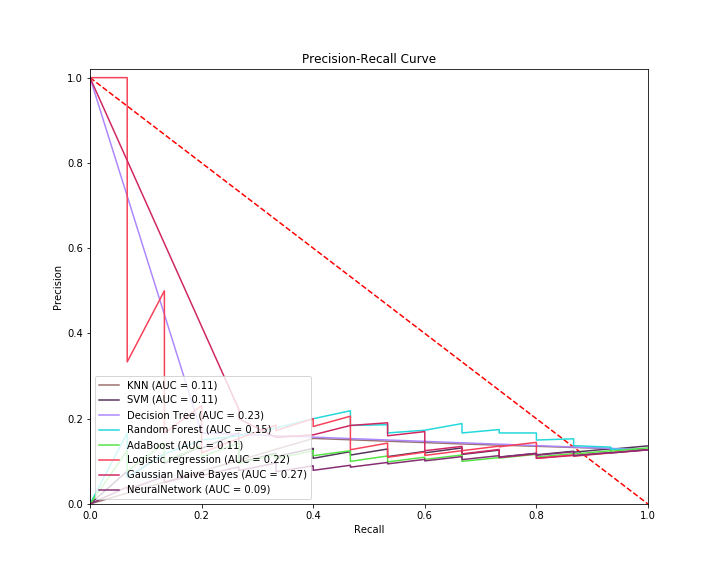 Precision-Recall Curve
1.0
0.8
0.6
0.4
0.2
0.0
Precision
KNN (AUC = 0.11)
SVM (AUC = 0.11)
Decision Tree (AUC = 0.23)
Random Forest (AUC = 0.15)
AdaBoost (AUC = 0.11)
Logistic regression (AUC = 0.22)
Gaussian Naive Bayes (AUC = 0.27)
NeuralNetwork (AUC = 0.09)
0.0 0.2 0.4 0.6 0.8 1.0
Recall